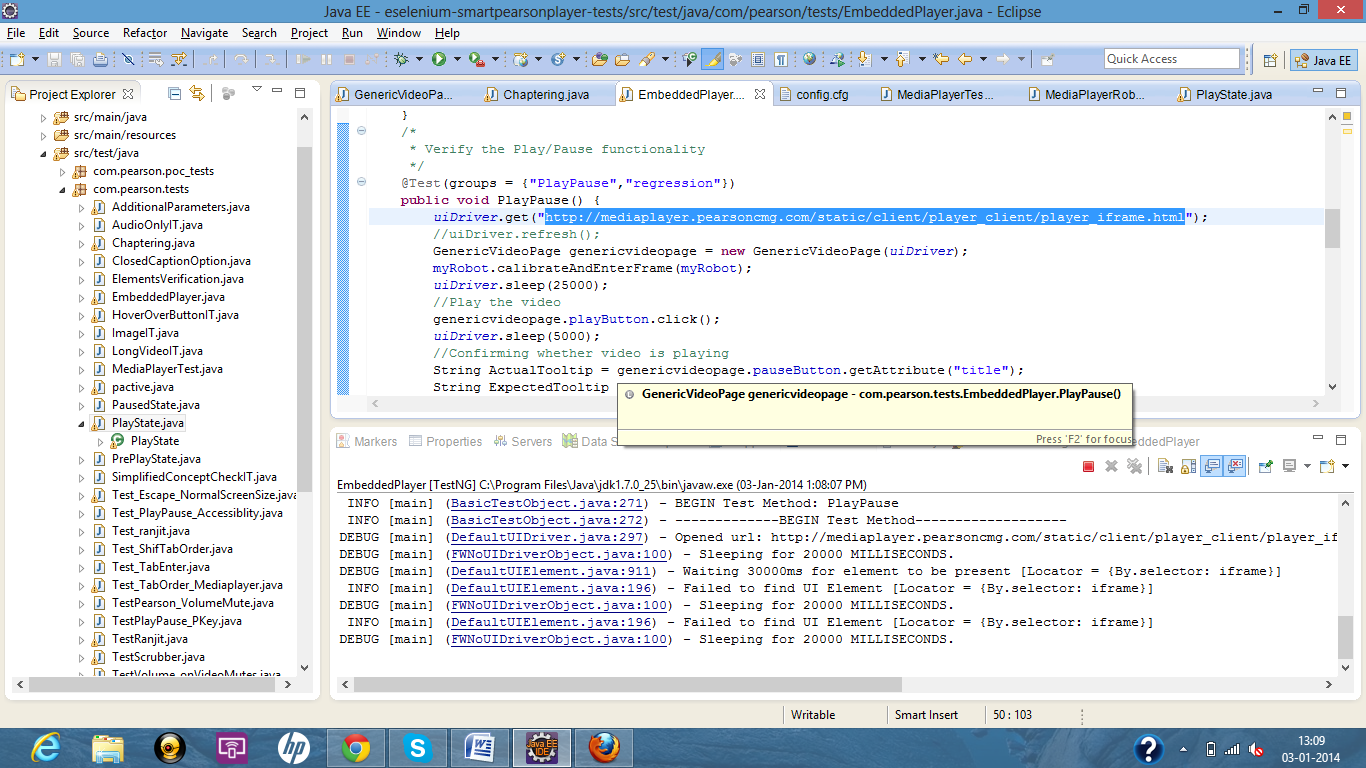 Java EE - eselenium-smartpearsonplayer-tests/src/test/java/com/pearson/tests/EmbeddedPlayer.java - Eclipse
File Edit Source Refactor Navigate Search Project Run Window Help
Quick Access
Java EE
Project Explorer
src/main/java
src/main/resources
src/test/java
com.pearson.poc_tests
com.pearson.tests
AdditionalParameters.java
AudioOnlyIT.java
Chaptering.java
ClosedCaptionOption.java
ElementsVerification.java
EmbeddedPlayer.java
HoverOverButtonIT.java
ImageIT.java
LongVideoIT.java
MediaPlayerTest.java
pactive.java
PausedState.java
PlayState.java
PlayState
PrePlayState.java
SimplifiedConceptCheckIT.java
Test_Escape_NormalScreenSize.java
Test_PlayPause_Accessiblity.java
Test_ranjit.java
Test_ShifTabOrder.java
Test_TabEnter.java
Test_TabOrder_Mediaplayer.java
TestPearson_VolumeMute.java
TestPlayPause_PKey.java
TestRanjit.java
TestScrubber.java
TestVolume_onVideoMutes.java
GenericVideoPa... Chaptering.java EmbeddedPlayer.... config.cfg MediaPlayerTes... MediaPlayerRob... PlayState.java
}
/*
* Verify the Play/Pause functionality
*/
@Test(groups = {"PlayPause","regression"})
public void PlayPause() {
uiDriver.get("http://mediaplayer.pearsoncmg.com/static/client/player_client/player_iframe.html");
//uiDriver.refresh();
GenericVideoPage genericvideopage = new GenericVideoPage(uiDriver);
myRobot.calibrateAndEnterFrame(myRobot);
uiDriver.sleep(25000);
//Play the video
genericvideopage.playButton.click();
uiDriver.sleep(5000);
//Confirming whether video is playing
String ActualTooltip = genericvideopage.pauseButton.getAttribute("title");
String ExpectedTooltip
GenericVideoPage genericvideopage - com.pearson.tests.EmbeddedPlayer.PlayPause()
Press 'F2' for focus
Markers Properties Servers Data S beddedPlayer
EmbeddedPlayer [TestNG] C:\Program Files\Java\jdk1.7.0_25\bin\javaw.exe (03-Jan-2014 1:08:07 PM)
INFO [main] (BasicTestObject.java:271) - BEGIN Test Method: PlayPause
INFO [main] (BasicTestObject.java:272) - -------------BEGIN Test Method-------------------
DEBUG [main] (DefaultUIDriver.java:297) - Opened url: http://mediaplayer.pearsoncmg.com/static/client/player_client/player_if
DEBUG [main] (FWNoUIDriverObject.java:100) - Sleeping for 20000 MILLISECONDS.
DEBUG [main] (DefaultUIElement.java:911) - Waiting 30000ms for element to be present [Locator = {By.selector: iframe}]
INFO [main] (DefaultUIElement.java:196) - Failed to find UI Element [Locator = {By.selector: iframe}]
DEBUG [main] (FWNoUIDriverObject.java:100) - Sleeping for 20000 MILLISECONDS.
INFO [main] (DefaultUIElement.java:196) - Failed to find UI Element [Locator = {By.selector: iframe}]
DEBUG [main] (FWNoUIDriverObject.java:100) - Sleeping for 20000 MILLISECONDS.
Writable Smart Insert 50 : 103
Java EE
IDE
13:09
03-01-2014